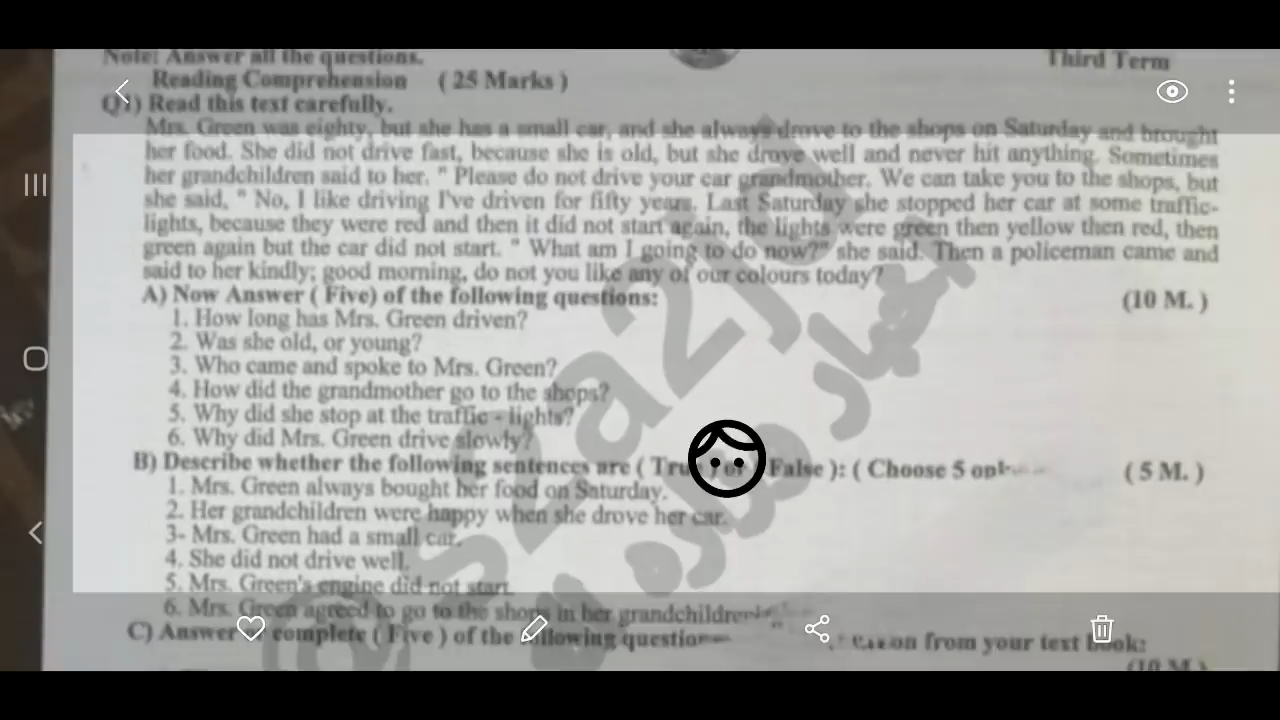 Note: Answer all the questions.
Third Term
Reading Comprehension ( 25 Marks )
Q1) Read this text carefully.
Mrs. Green was eighty, but she has a small car, and she always drove to the shops on Saturday and brought
her food. She did not drive fast, because she is old, but she drove well and never hit anything. Sometimes
her grandchildren said to her. " Please do not drive your car grandmother. We can take you to the shops, but
she said, " No, I like driving I've driven for fifty years. Last Saturday she stopped her car at some traffic-
lights, because they were red and then it did not start again, the lights were green then yellow then red, then
green again but the car did not start. " What am I going to do now?" she said. Then a policeman came and
said to her kindly; good morning, do not you like any of our colours today?
A) Now Answer ( Five) of the following questions:
(10 M. )
1. How long has Mrs. Green driven?
2. Was she old, or young?
3. Who came and spoke to Mrs. Green?
4. How did the grandmother go to the shops?
5. Why did she stop at the traffic - lights?
6. Why did Mrs. Green drive slowly?
B) Describe whether the following sentences are ( True ) or ( False ): ( Choose 5 only
( 5 M. )
1. Mrs. Green always bought her food on Saturday.
2. Her grandchildren were happy when she drove her car.
3- Mrs. Green had a small car.
4. She did not drive well.
5. Mrs. Green's engine did not start.
6. Mrs. Green agreed to go to the shops in her
C) Answer complete ( Five ) of the following from your text book:
(10 M.)
@s2a2jd